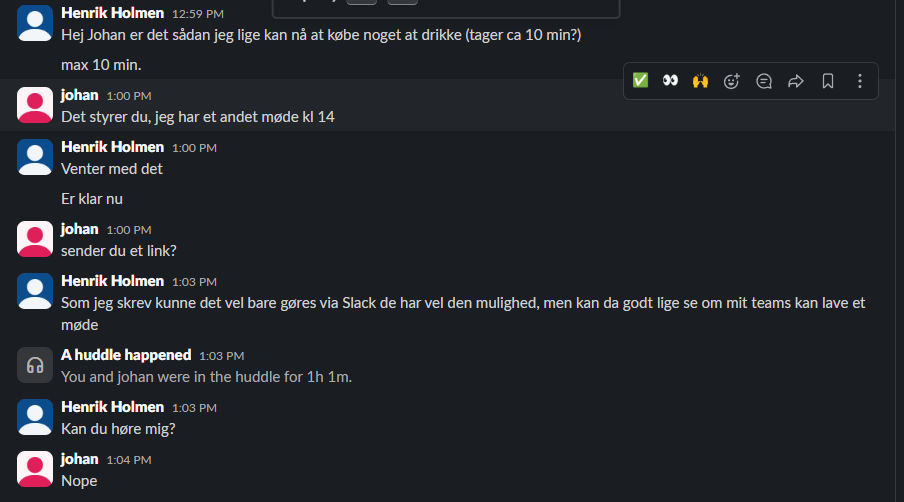 Henrik Holmen 12:59 PM
Hej Johan er det sådan jeg lige kan nå at købe noget at drikke (tager ca 10 min?)
max 10 min.
johan 1:00 PM
Det styrer du, jeg har et andet møde kl 14
Henrik Holmen 1:00 PM
Venter med det
Er klar nu
johan 1:00 PM
sender du et link?
Henrik Holmen 1:03 PM
Som jeg skrev kunne det vel bare gøres via Slack de har vel den mulighed, men kan da godt lige se om mit teams kan lave et
møde
A huddle happened 1:03 PM
You and johan were in the huddle for 1h 1m.
Henrik Holmen 1:03 PM
Kan du høre mig?
johan 1:04 PM
Nope